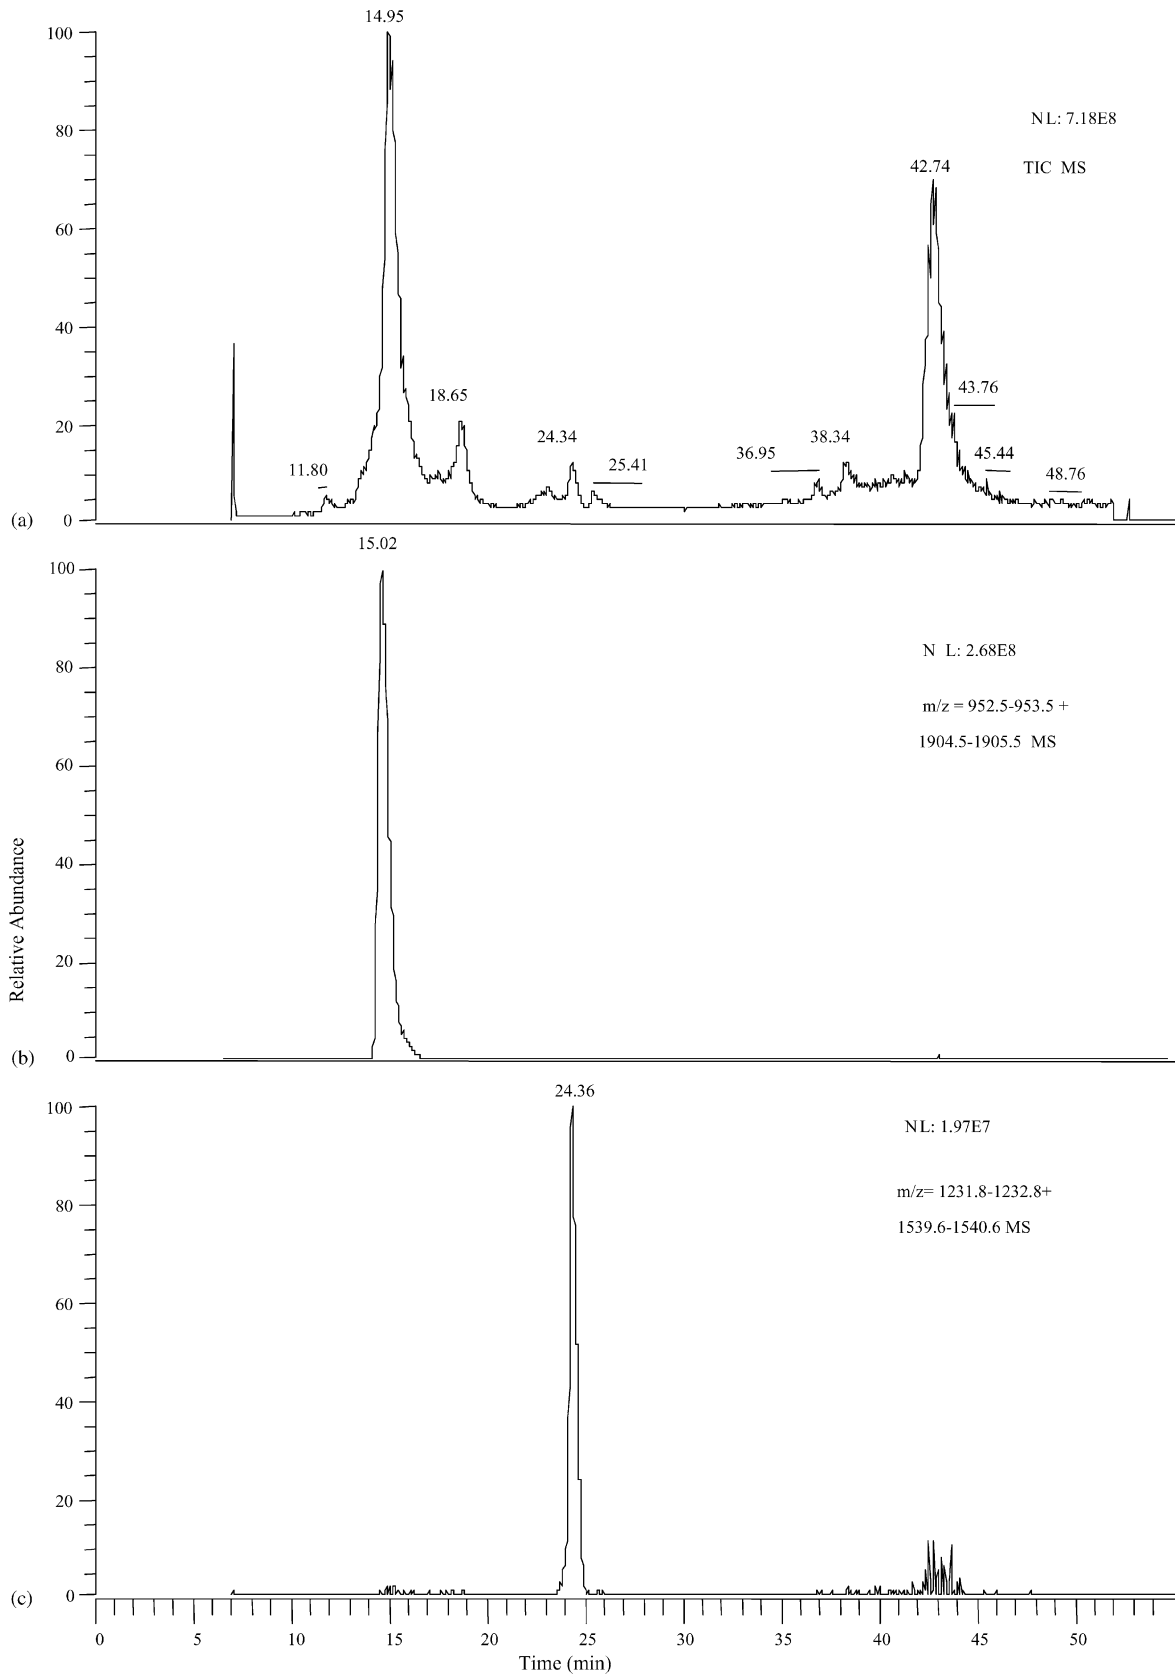 14.95
100
NL: 7.18E8
80
42.74
TIC MS
60
40
18.65
43.76
20
24.34
38.34
11.80
25.41
36.95
45.44
48.76
(a)
0
15.02
100
N L: 2.68E8
80
m/z = 952.5-953.5 +
1904.5-1905.5 MS
60
Relative Abundance
40
20
(b)
0
24.36
100
NL: 1.97E7
m/z= 1231.8-1232.8+
80
1539.6-1540.6 MS
60
40
20
(c)
0
0 5 10 15 20 25 30 35 40 45 50
Time (min)